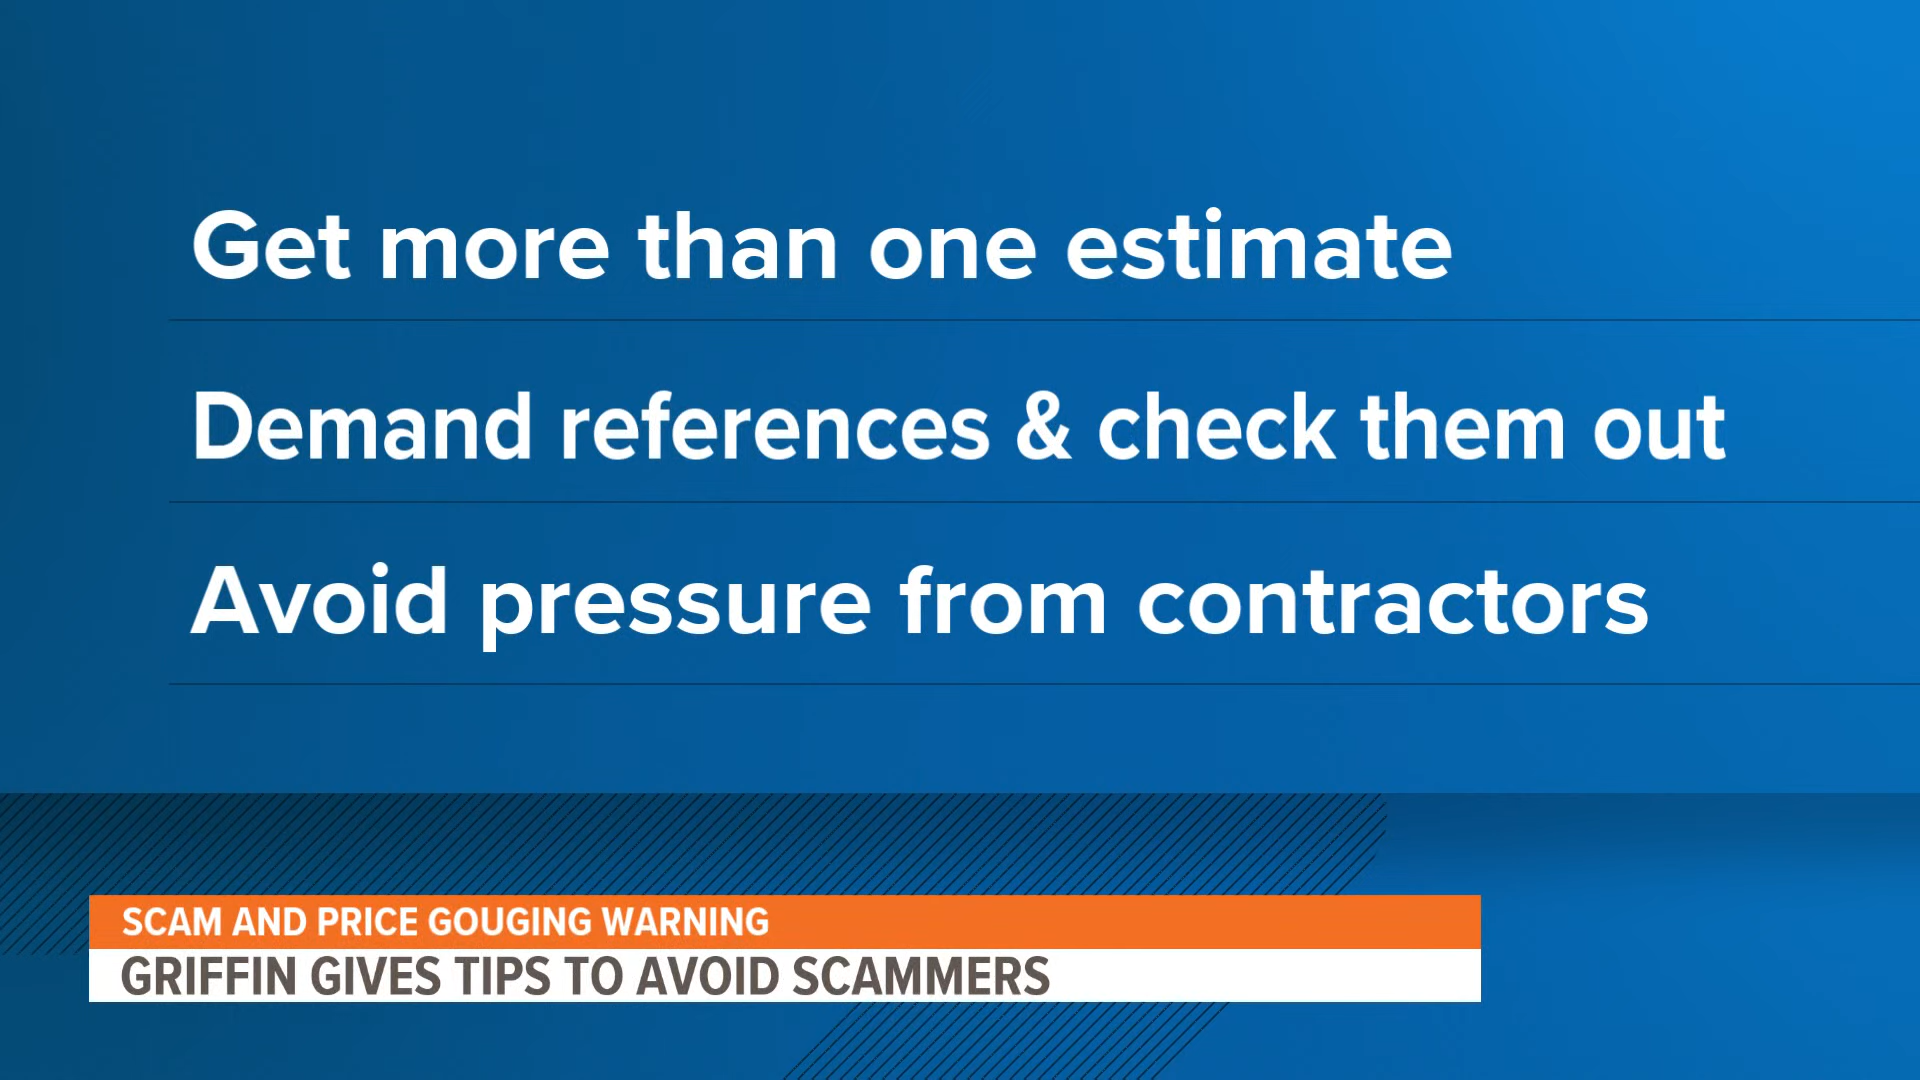 Get more than one estimate
Demand references & check them out
Avoid pressure from contractors
SCAM AND PRICE GOUGING WARNING
GRIFFIN GIVES TIPS TO AVOID SCAMMERS